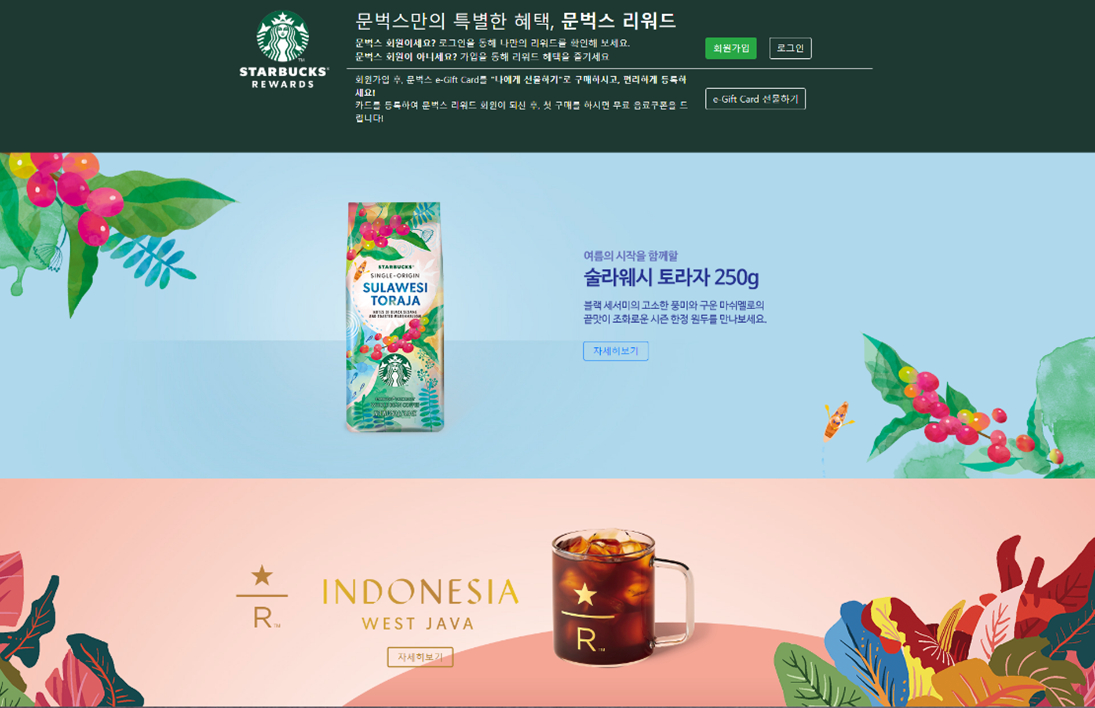 문벅스만의 특별한 혜택, 문벅스 리워드
문벅스 회원이세요? 로그인을 통해 나만의 리워드를 확인해 보세요.
문벅스 회원이 아니세요? 가입을 통해 리워드 혜택을 즐기세요
회원가입
로그인
STARBUCKS
REWARDS
회원가입 후, 문벅스 e-Gift Card를 "나에게 선물하기"로 구매하시고, 편리하게 등록하
세요!
카드를 등록하여 문벅스 리워드 회원이 되신 후, 첫 구매를 하시면 무료 음료쿠폰을 드
립니다!
e-Gift Card 선물하기
STARBUCKS
SINGLE-ORIGIN
SULAWESI
TORAJA
여름의 시작을 함께할
술라웨시 토라자 250g
블랙 세서미의 고소한 풍미와 구운 마쉬멜로의
끝맛이 조화로운 시즌 한정 원두를 만나보세요.
자세히보기
R
INDONESIA
WEST JAVA
자세히보기
R